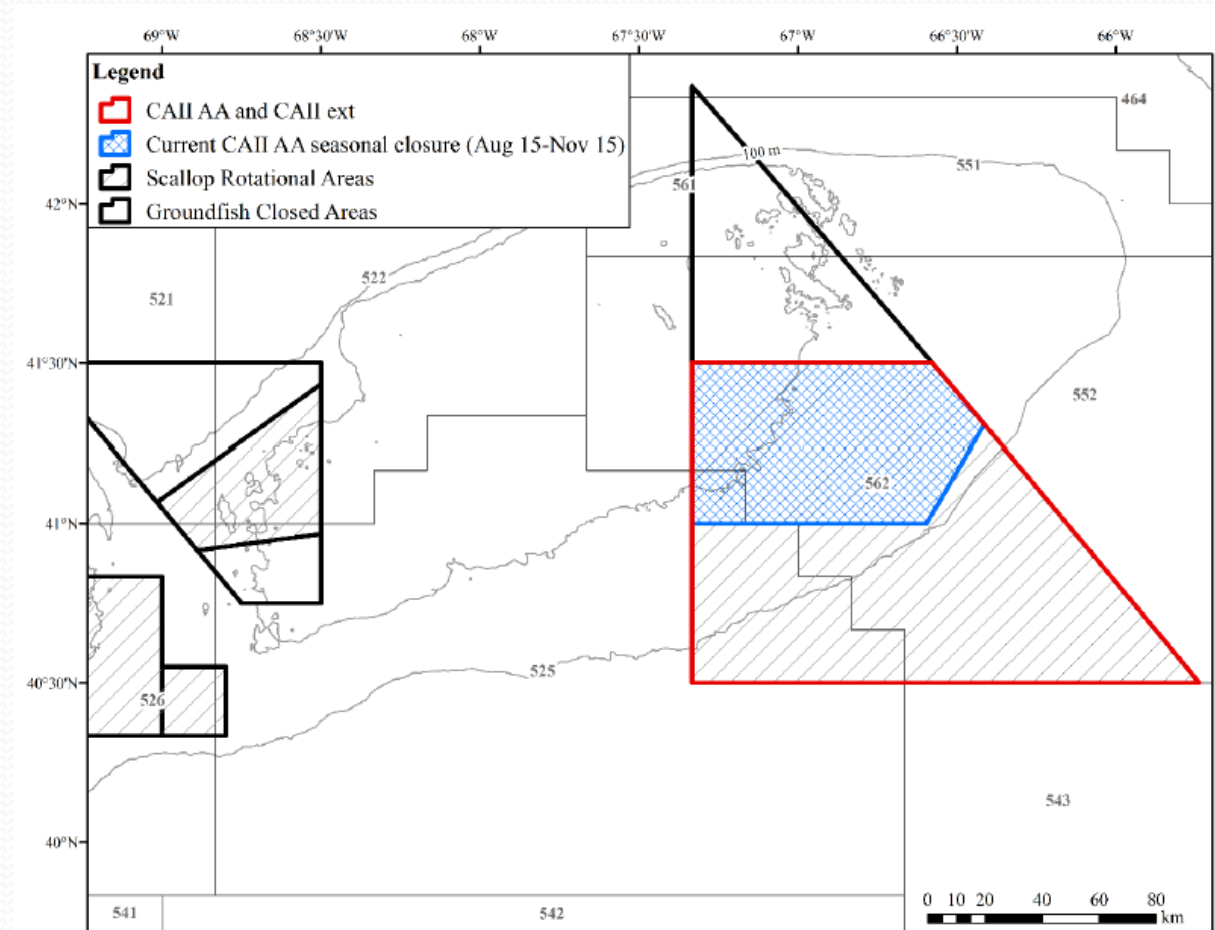 69°W 68°30'W 68°W 67°30'W 67°W 66°30'W 66°W
Legend
CAII AA and CAII ext
Current CAII AA seasonal closure (Aug 15-Nov 15)
Scallop Rotational Areas
Groundfish Closed Areas
464
100 m
551
561
42°N
522
521
41°30'N
552
562
41°N
40°30'N
525
526
543
40°N
0 10 20 40 60 80
km
541
542